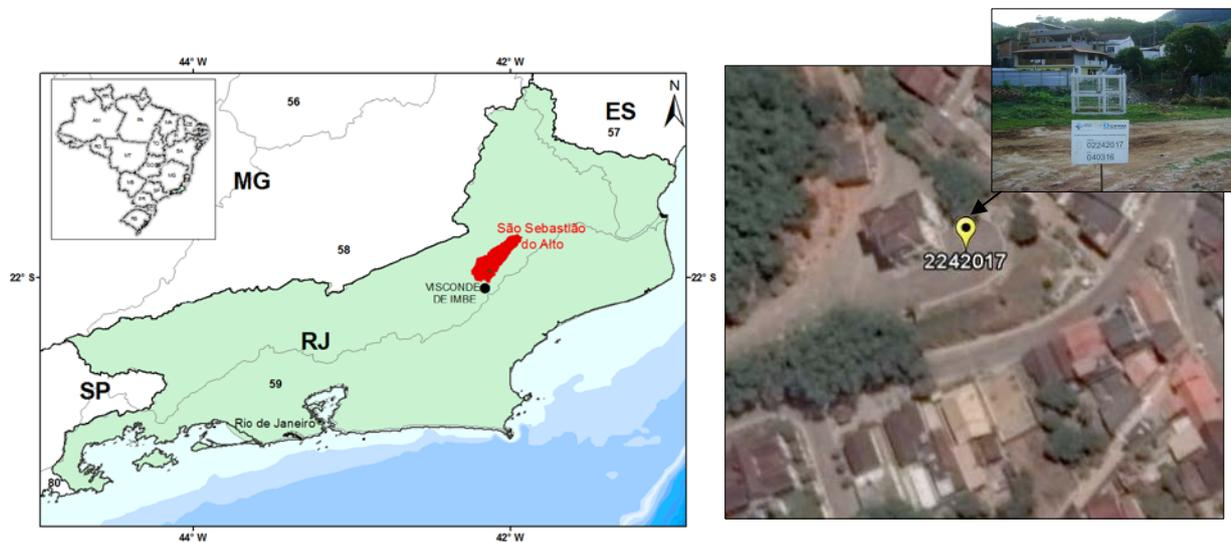 44° W
42° W
N
56
ES
57
MG
São Sebastião
do Alto
58
22° S
22° S
VISCONDE
DE IMBE
RJ
SP
59
Rio de Janeiro
80
44° W
42° W
2242017
02242017
040316